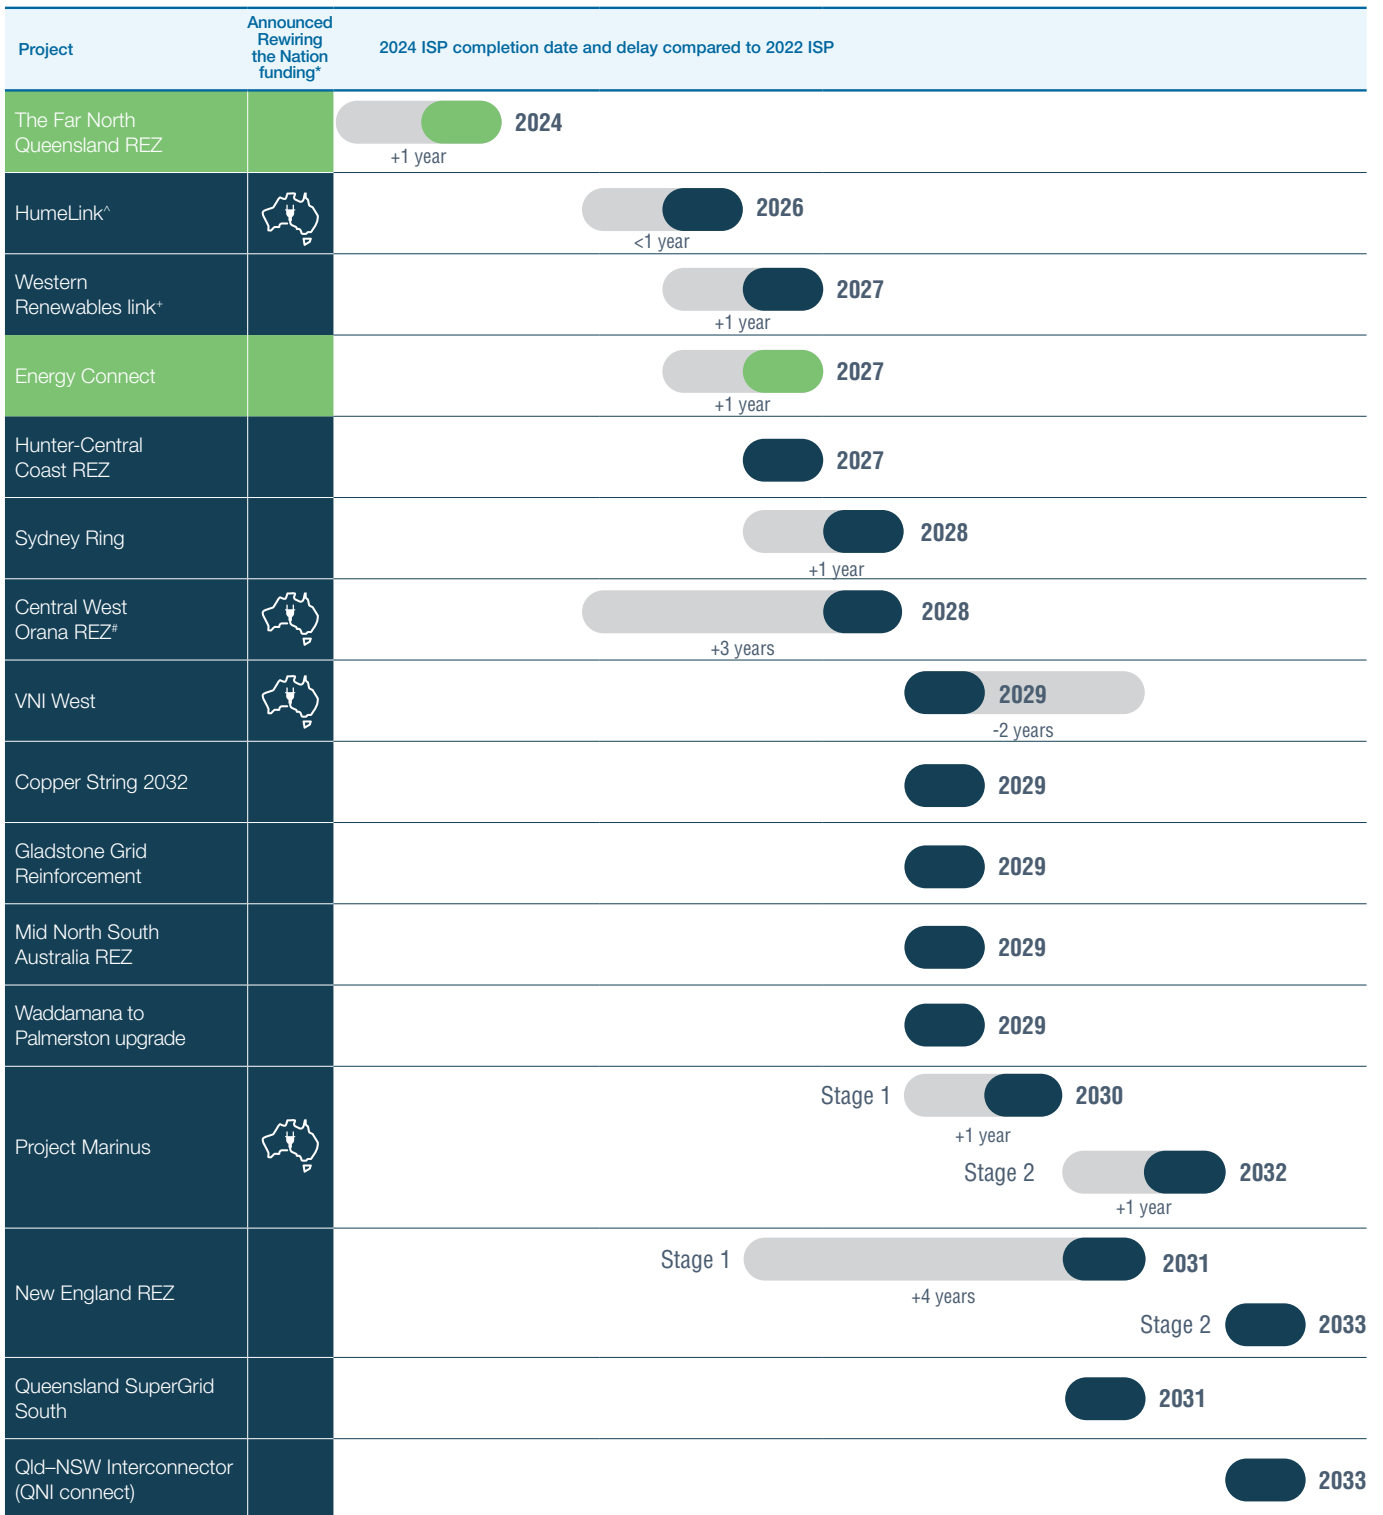 Project
Announced
Rewiring
the Nation
funding*
2024 ISP completion date and delay compared to 2022 ISP
The Far North
Queensland REZ
2024
+1 year
HumeLink^
2026
<1 year
Western
Renewables link+
2027
+1 year
Energy Connect
2027
+1 year
Hunter-Central
Coast REZ
2027
Sydney Ring
2028
+1 year
Central West
Orana REZ#
2028
+3 years
VNI West
2029
-2 years
Copper String 2032
2029
Gladstone Grid
Reinforcement
2029
Mid North South
Australia REZ
2029
Waddamana to
Palmerston upgrade
2029
Project Marinus
Stage 1
2030
+1 year
Stage 2
2032
+1 year
New England REZ
Stage 1
2031
+4 years
Stage 2
2033
Queensland SuperGrid
South
2031
Qld–NSW Interconnector
(QNI connect)
2033